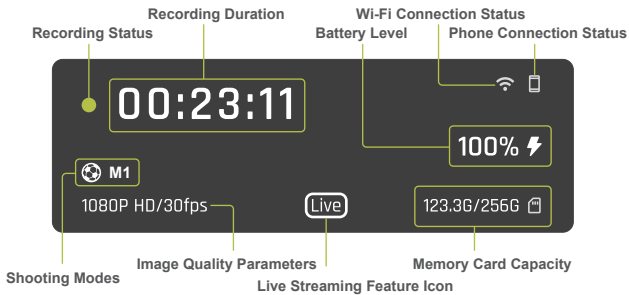 Recording Duration
Wi-Fi Connection Status
Recording Status
Battery Level
Phone Connection Status
00:23:11
100%
M1
1080P HD/30fps
Live
123.3G/256G
Image Quality Parameters
Memory Card Capacity
Shooting Modes
Live Streaming Feature Icon